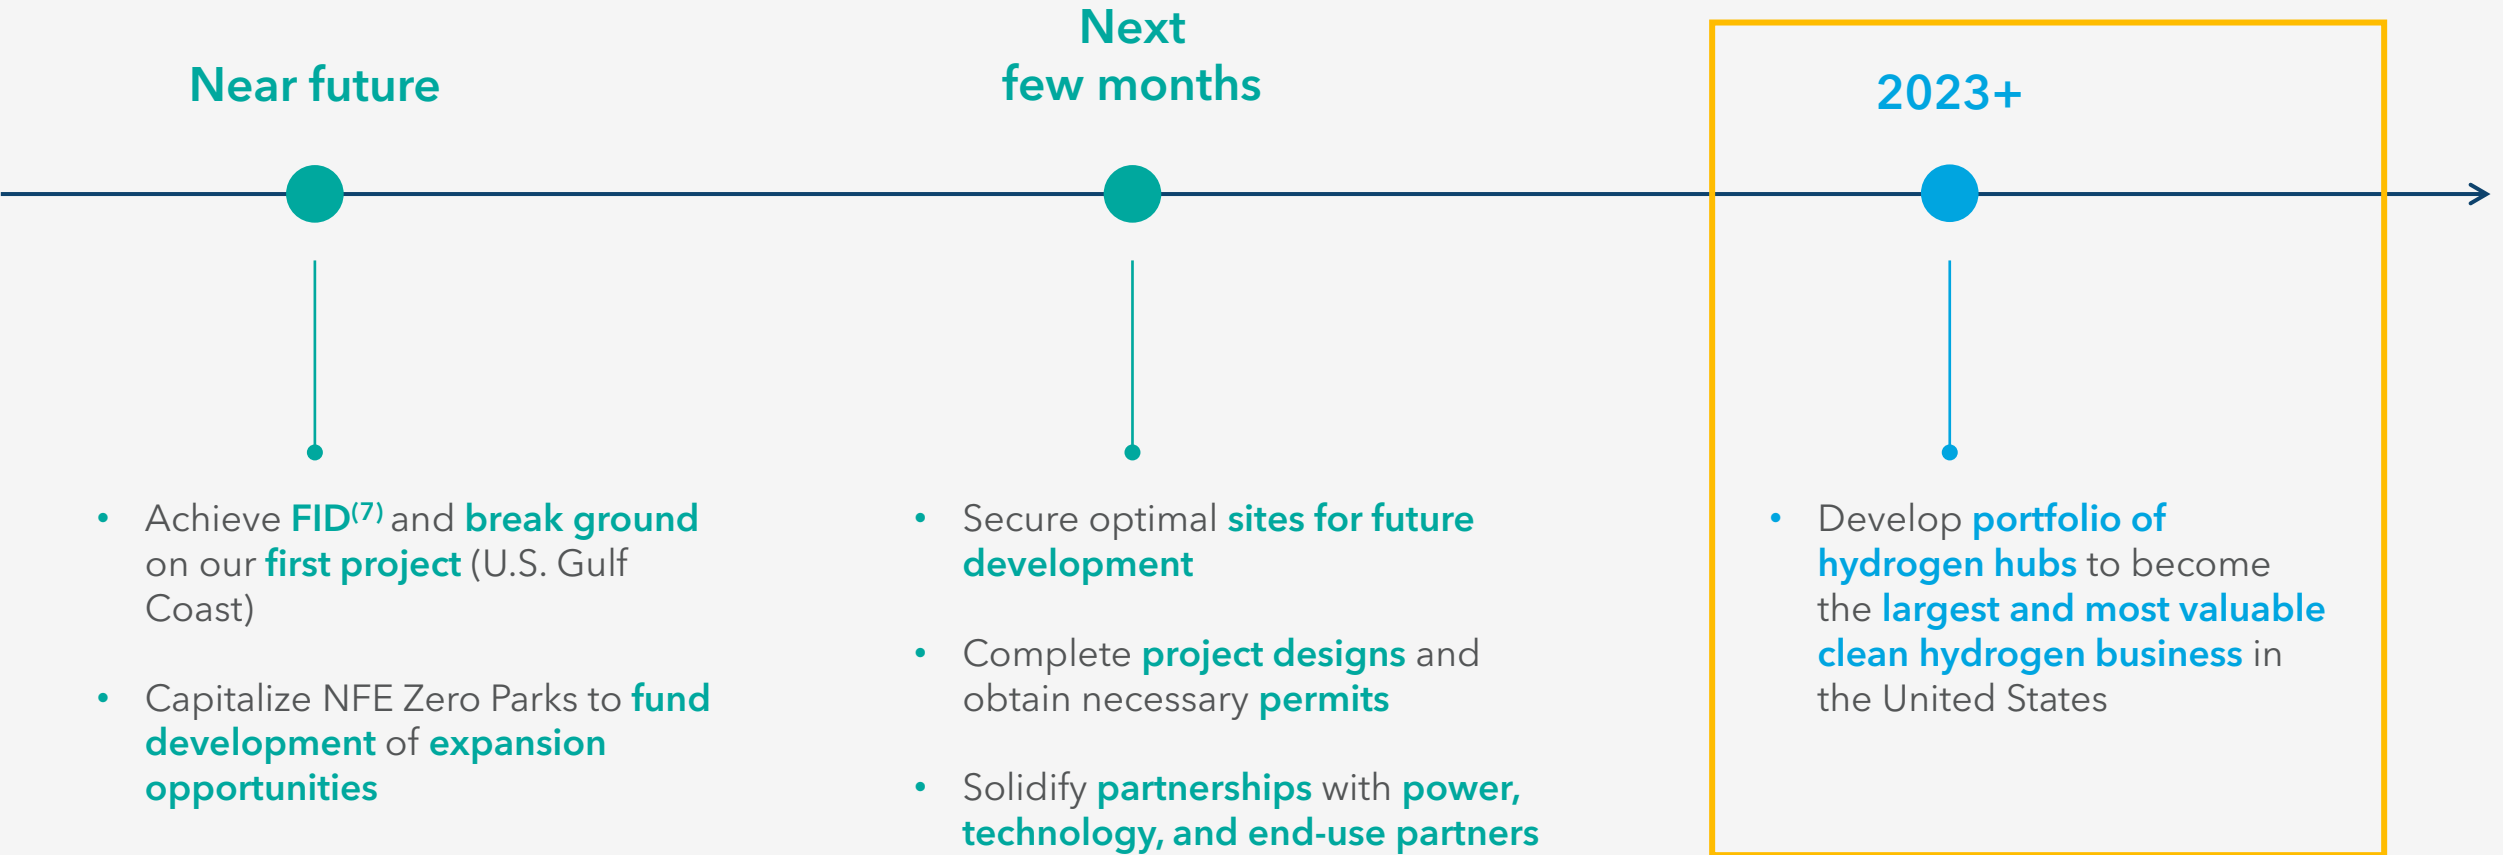 Near future
• Achieve FID(7) and break ground
on our first project (U.S. Gulf
Coast)
• Capitalize NFE Zero Parks to fund
development of expansion
opportunities
Next
few months
• Secure optimal sites for future
development
• Complete project designs and
obtain necessary permits
• Solidify partnerships with power,
technology, and end-use partners
2023+
• Develop portfolio of
hydrogen hubs to become
the largest and most valuable
clean hydrogen business in
the United States